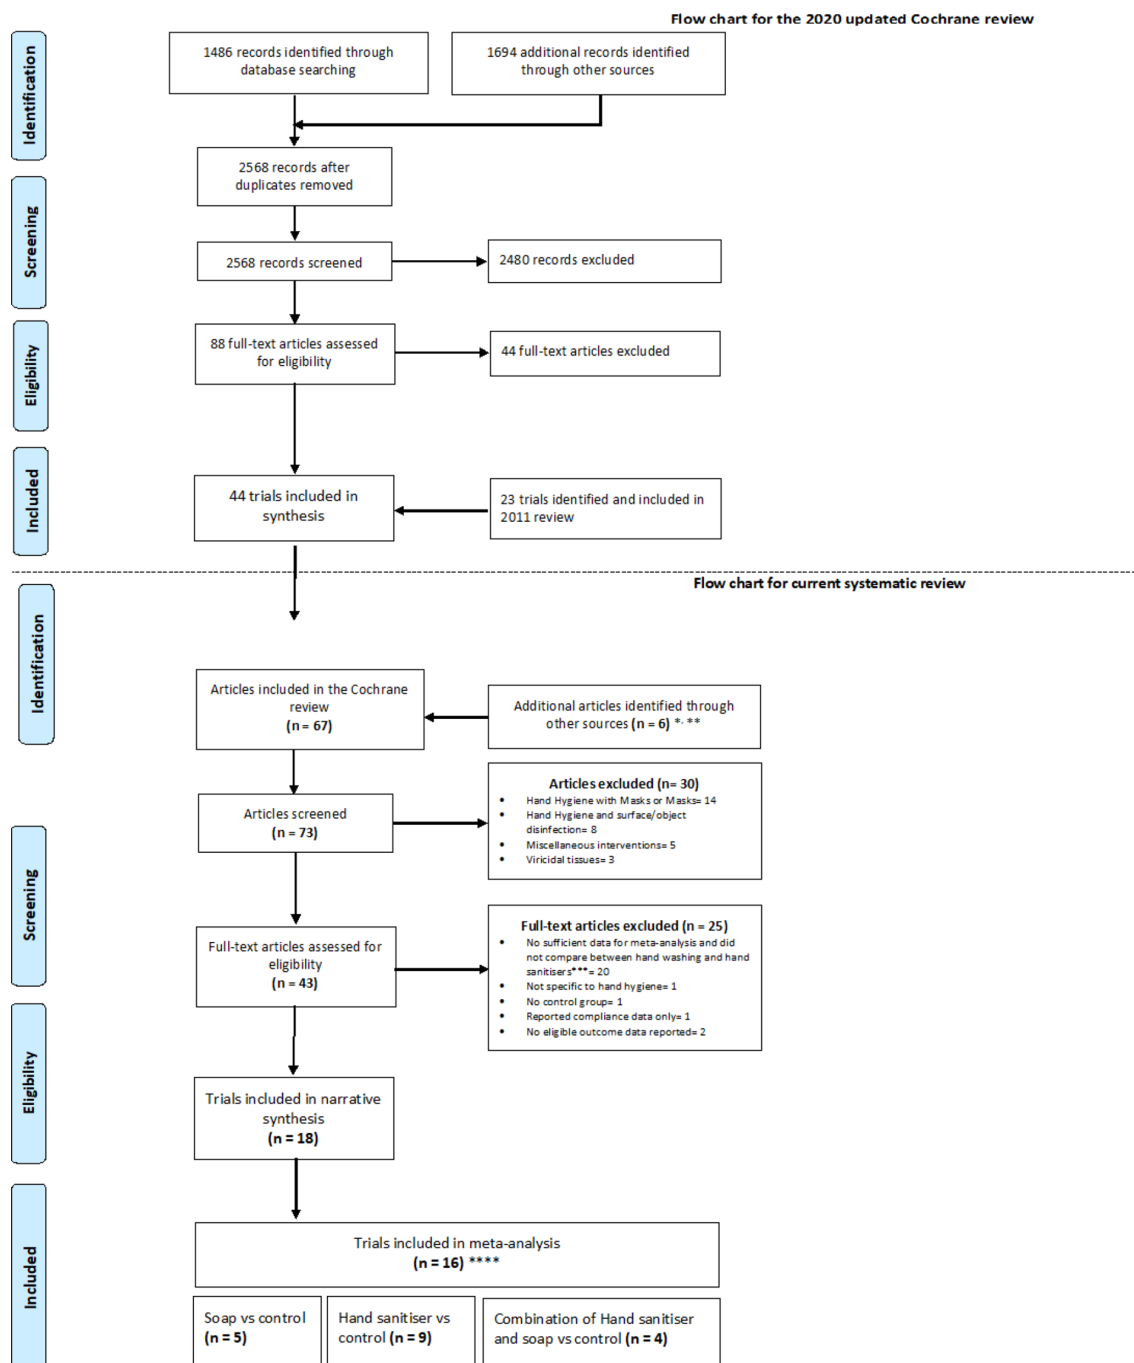 Flow chart for the 2020 updated Cochrane review
Identification
1486 records identified through
database searching
1694 additional records identified
through other sources
2568 records after
duplicates removed
Screening
2568 records screened
2480 records excluded
Eligibility
88 full-text articles assessed
for eligibility
44 full-text articles excluded
Included
44 trials included in
synthesis
23 trials identified and included in
2011 review
Flow chart for current systematic review
Identification
Articles included in the Cochrane
review
(n = 67)
Additional articles identified through
other sources (n = 6) *, **
Screening
Articles screened
(n = 73)
Articles excluded (n= 30)
• Hand Hygiene with Masks or Masks= 14
• Hand Hygiene and surface/object
disinfection= 8
• Miscellaneous interventions= 5
• Viricidal tissues= 3
Full-text articles assessed for
eligibility
(n = 43)
Full-text articles excluded (n = 25)
• No sufficient data for meta-analysis and did
not compare between hand washing and hand
sanitisers***= 20
• Not specific to hand hygiene= 1
• No control group= 1
• Reported compliance data only= 1
• No eligible outcome data reported= 2
Eligibility
Trials included in narrative
synthesis
(n = 18)
Included
Trials included in meta-analysis
(n = 16) ****
Soap vs control
(n = 5)
Hand sanitiser vs
control (n = 9)
Combination of Hand sanitiser
and soap vs control (n = 4)